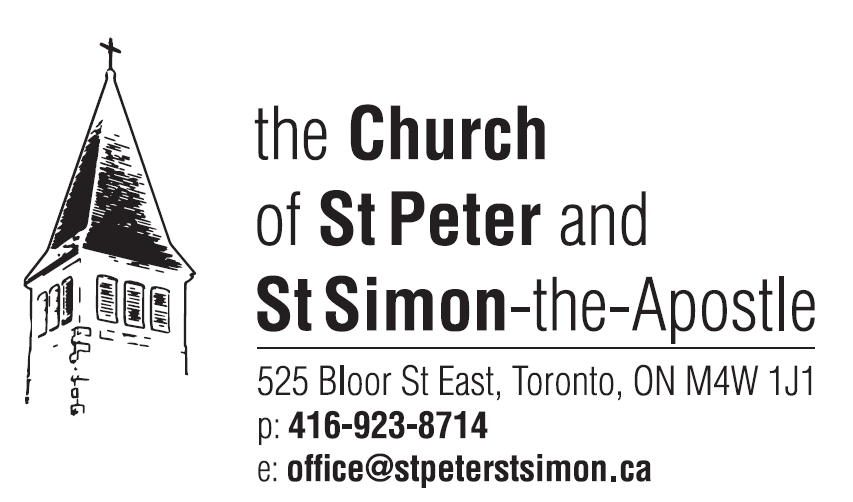 the Church
of St Peter and
St Simon-the-Apostle
525 Bloor St East, Toronto, ON M4W 1J1
p: 416-923-8714
e: office@stpeterstsimon.ca